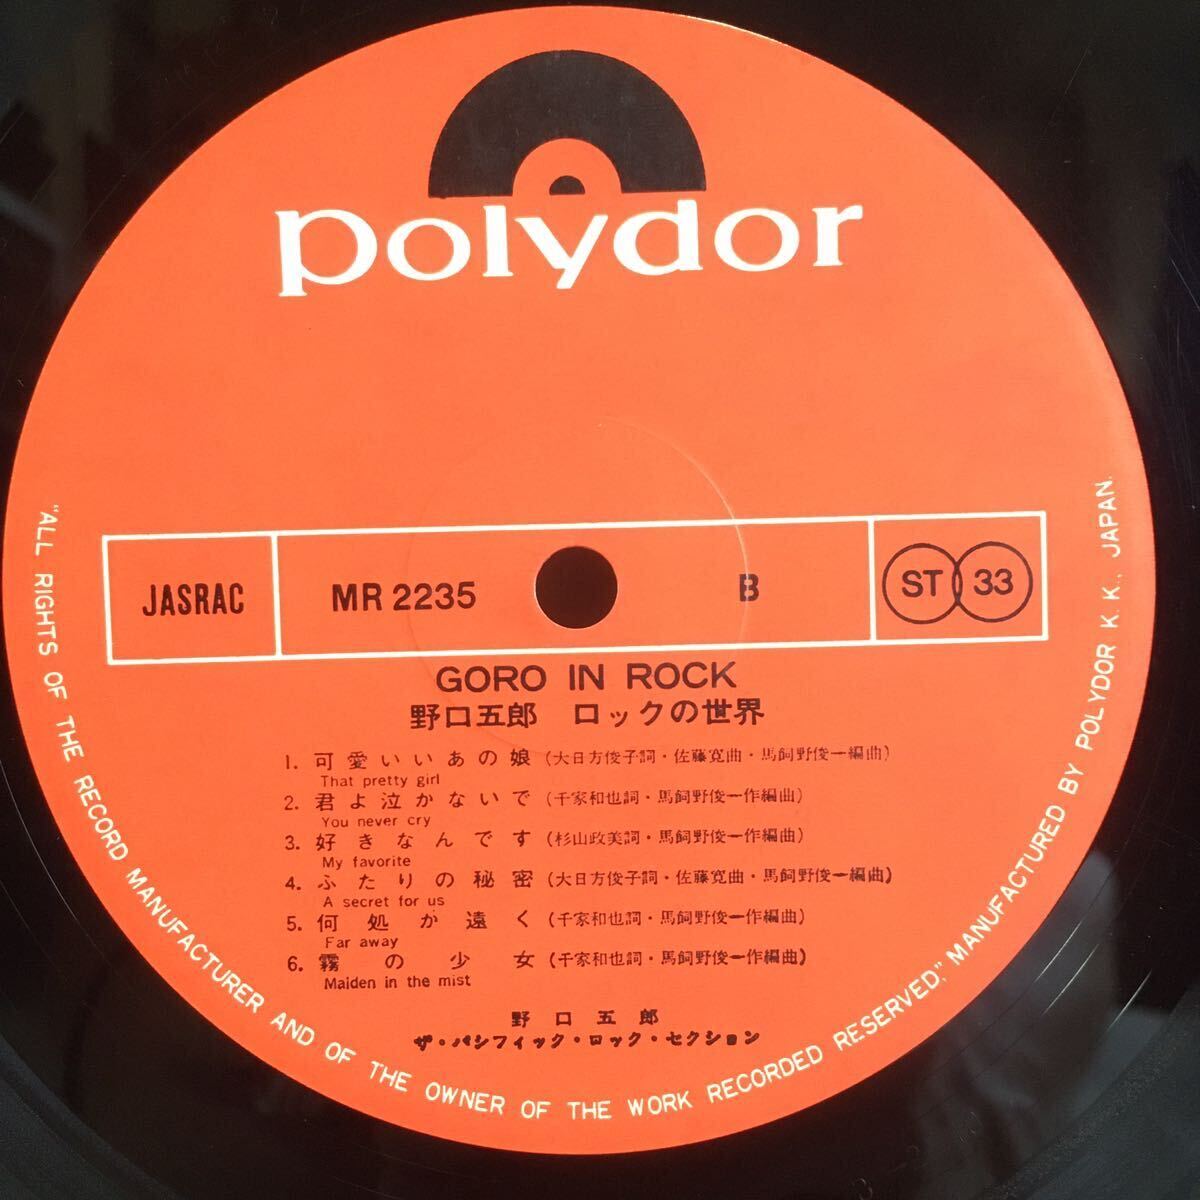 polydor
JASRAC MR 2235 B ST 33
GORO IN ROCK
野口五郎 ロックの世界
1. 可愛いいあの娘 (大日方俊子詞・佐藤寛曲・馬飼野俊一編曲)
That pretty girl
2. 君よ泣かないで (千家和也詞・馬飼野俊一作編曲)
You never cry
3. 好きなんです (杉山政美詞・馬飼野俊一作編曲)
My favorite
4. ふたりの秘密 (大日方俊子詞・佐藤寛曲・馬飼野俊一編曲)
A secret for us
5. 何処か遠く (千家和也詞・馬飼野俊一作編曲)
Far away
6. 霧の少女 (千家和也詞・馬飼野俊一作編曲)
Maiden in the mist
野口五郎
ザ・パシフィック・ロック・セクション
"ALL RIGHTS OF THE RECORD MANUFACTURER AND OF THE OWNER OF THE WORK RECORDED RESERVED," MANUFACTURED BY POLYDOR K. K., JAPAN.